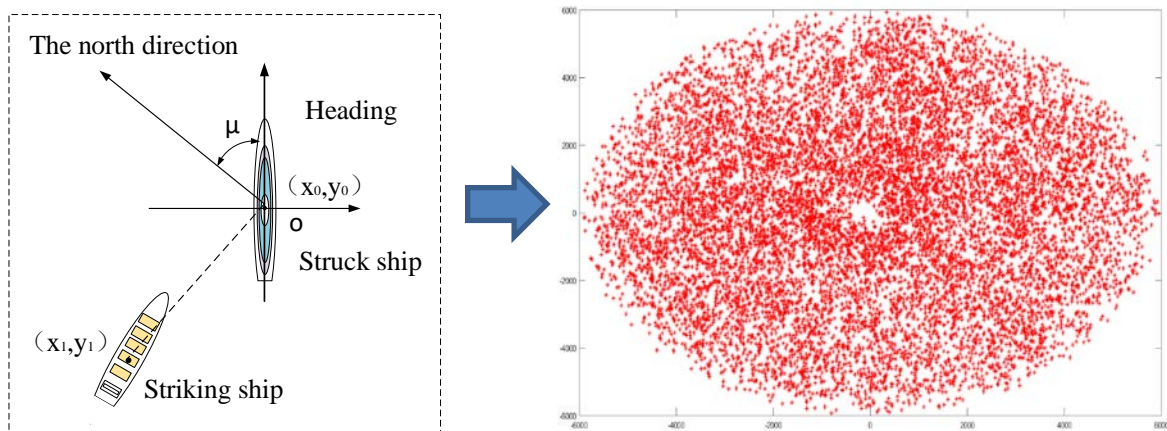 The north direction
μ
Heading
（x₀,y₀）
O
Struck ship
（x₁,y₁）
Striking ship
6000
4000
2000
0
-2000
-4000
-6000
-6000
-4000
-2000
0
2000
4000
6000